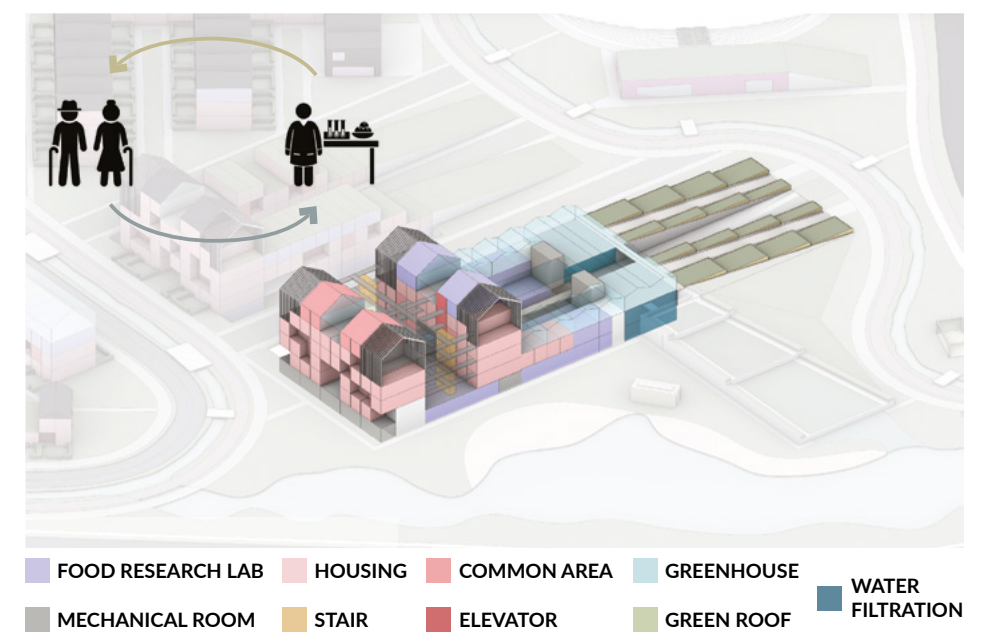 FOOD RESEARCH LAB
HOUSING
COMMON AREA
GREENHOUSE
WATER
FILTRATION
MECHANICAL ROOM
STAIR
ELEVATOR
GREEN ROOF